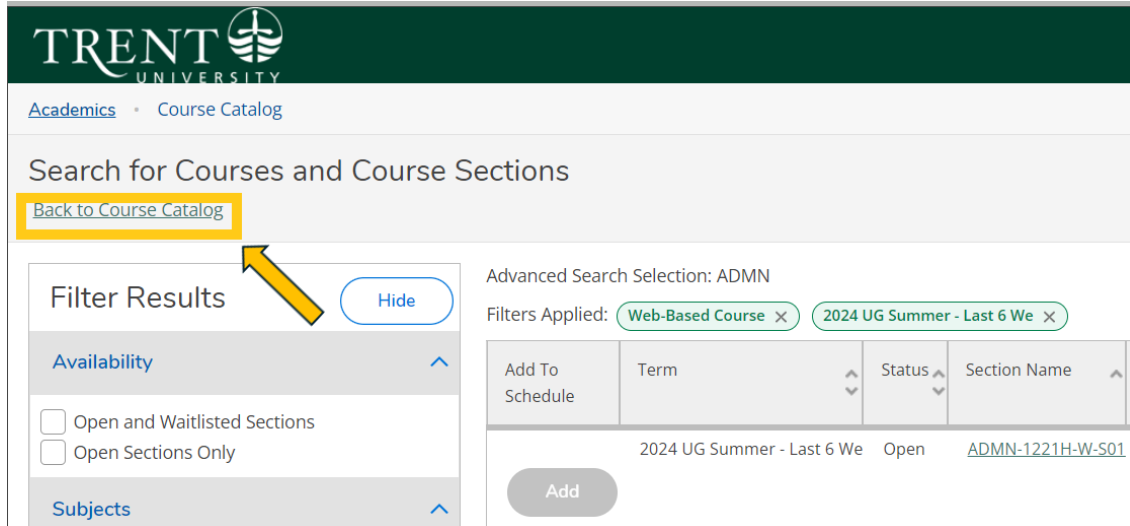 TRENT
UNIVERSITY
Academics • Course Catalog
Search for Courses and Course Sections
Back to Course Catalog
Filter Results
Hide
Availability
Open and Waitlisted Sections
Open Sections Only
Subjects
Advanced Search Selection: ADMN
Filters Applied: Web-Based Course × 2024 UG Summer - Last 6 We ×
Add To Schedule Term Status Section Name
2024 UG Summer - Last 6 We Open ADMN-1221H-W-S01
Add